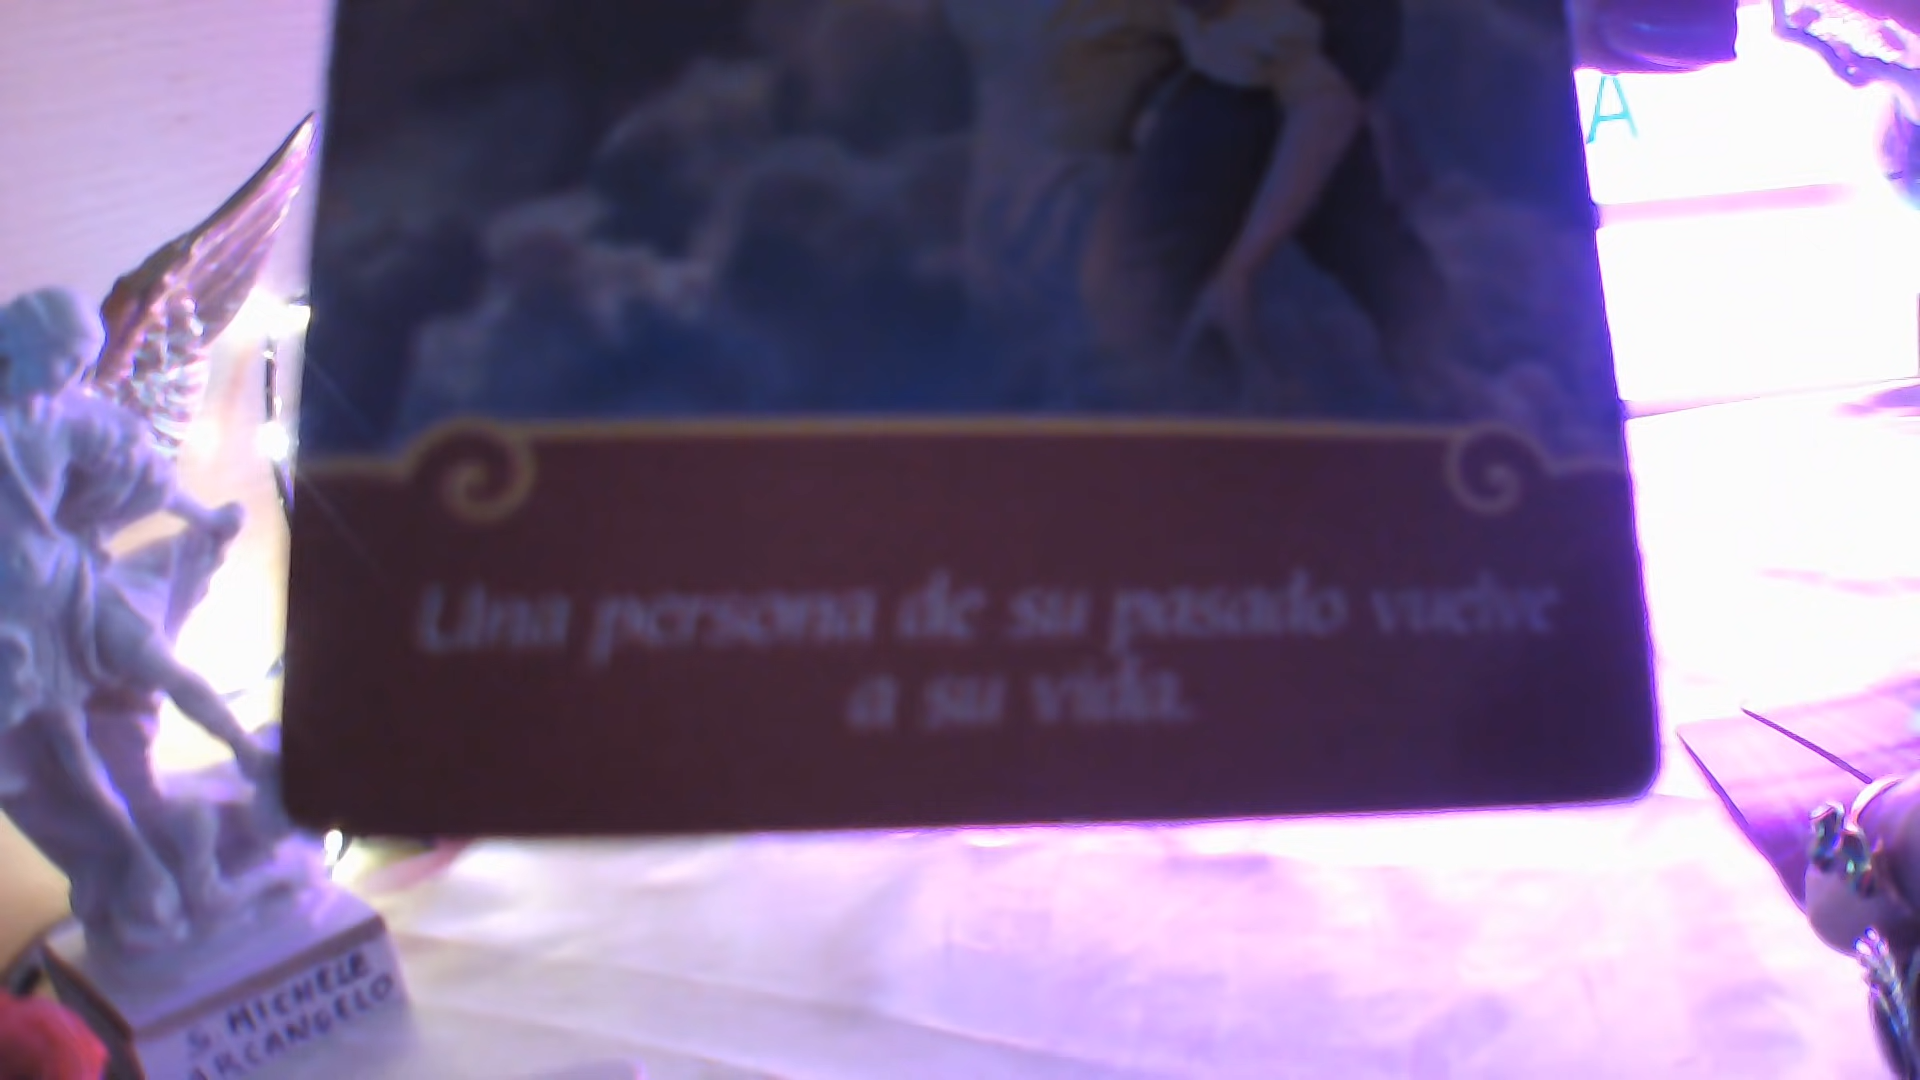 A
Una persona de su pasado vuelve
a su vida.
S. MICHELE
ARCANGELO